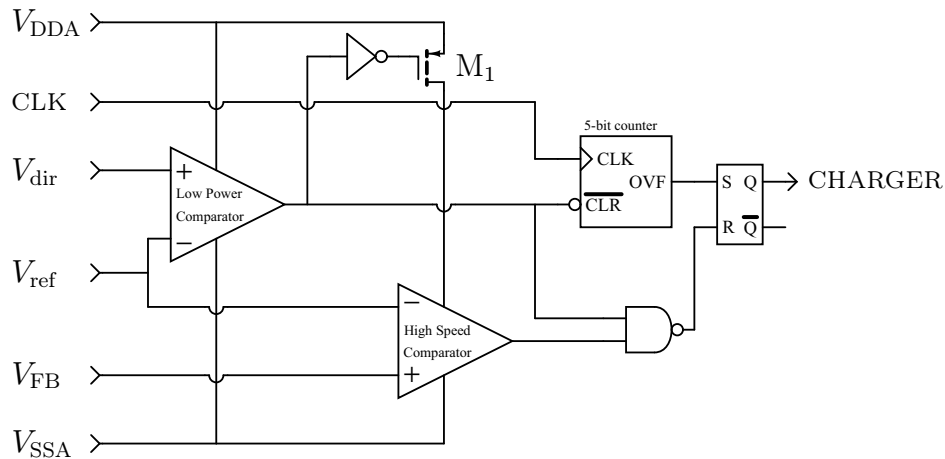 V_DDA
M_1
CLK
5-bit counter
CLK
OVF
CLR
S Q
R Q
CHARGER
V_dir
+
Low Power
Comparator
−
V_ref
−
High Speed
Comparator
+
V_FB
V_SSA